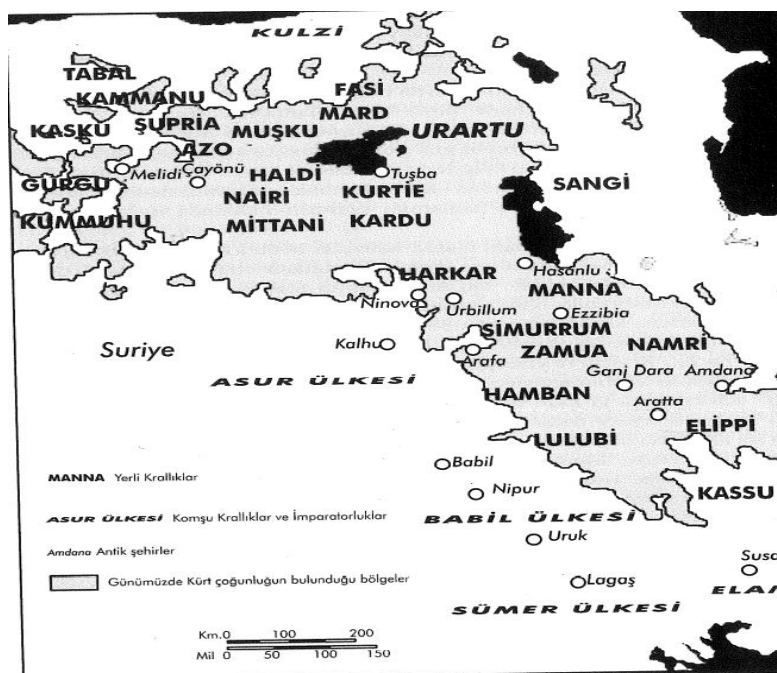 KULZİ
TABAL
KAMMANU
FASİ
MARD
KASKU
ŞUPRİA
MUŞKU
URARTU
AZO
Melidi
Çayönü
HALDİ
Tuşba
GURGU
NAİRİ
KURTİE
SANGİ
KUMMUHU
MİTTANİ
KARDU
HARKAR
Hasanlu
MANNA
Ninova
Urbillum
Ezzibia
SİMURRUM
NAMRİ
Suriye
Kalhu
Arafa
ZAMUA
ASUR ÜLKESİ
Ganj Dara
Amdana
HAMBAN
Aratta
ELİPPİ
LULUBİ
Babil
Nipur
KASSU
BABİL ÜLKESİ
Uruk
Susa
Lagaş
ELAM
SÜMER ÜLKESİ
MANNA Yerli Krallıklar
ASUR ÜLKESİ Komşu Krallıklar ve İmparatorluklar
Amdana Antik şehirler
Günümüzde Kürt çoğunluğun bulunduğu bölgeler
Km. 0 100 200
Mil 0 50 100 150